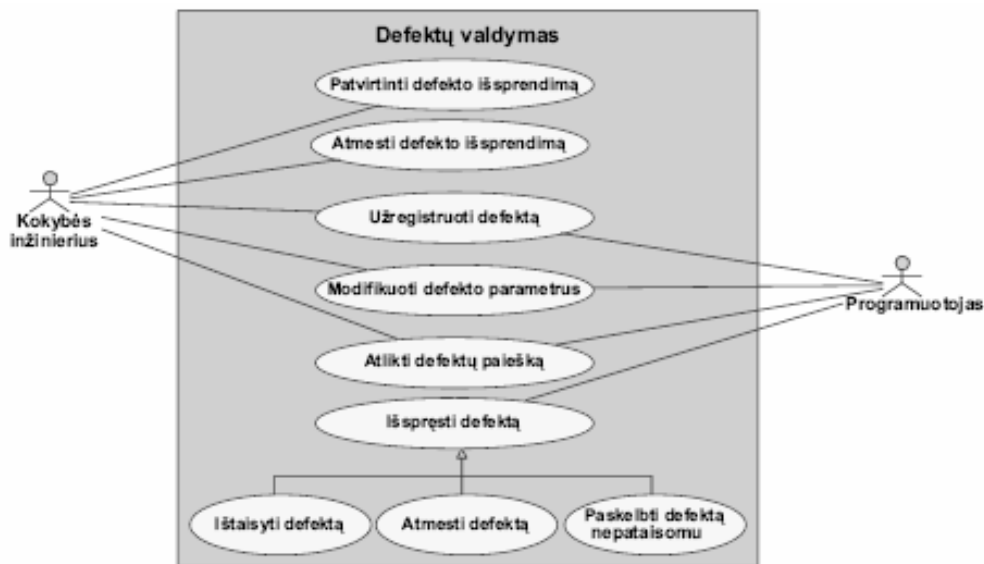 Defektų valdymas
Patvirtinti defekto išsprendimą
Atmesti defekto išsprendimą
Užregistruoti defektą
Kokybės
inžinierius
Modifikuoti defekto parametrus
Programuotojas
Atlikti defektų paiešką
Išspręsti defektą
Ištaisyti defektą
Atmesti defektą
Paskelbti defektą
nepataisomu